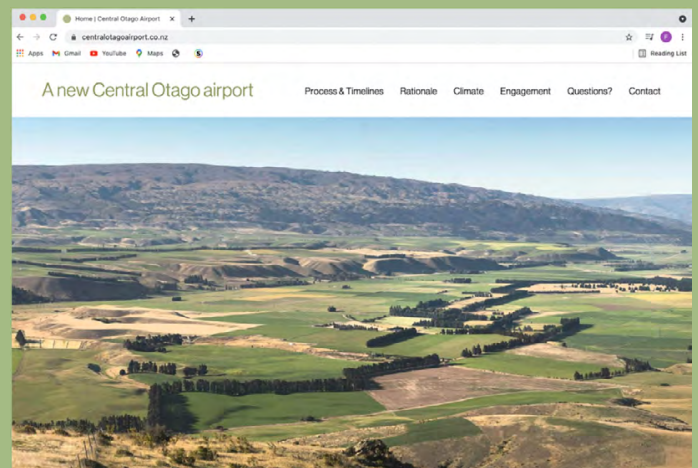 Home | Central Otago Airport
centralotagoairport.co.nz
Apps Gmail YouTube Maps
Reading List
A new Central Otago airport
Process & Timelines Rationale Climate Engagement Questions? Contact